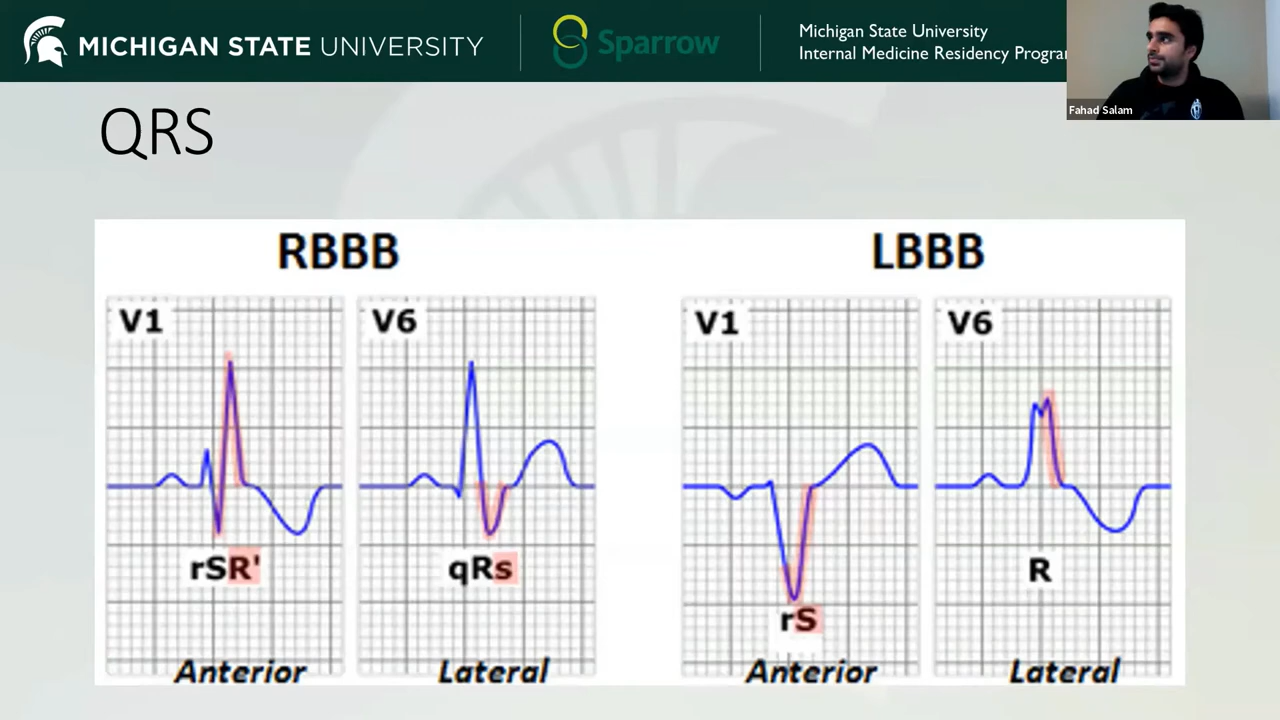 MICHIGAN STATE UNIVERSITY
Sparrow
Michigan State University
Internal Medicine Residency Progra
Fahad Salam
QRS
RBBB
LBBB
V1
V6
V1
V6
rSR'
qRs
rS
R
Anterior
Lateral
Anterior
Lateral